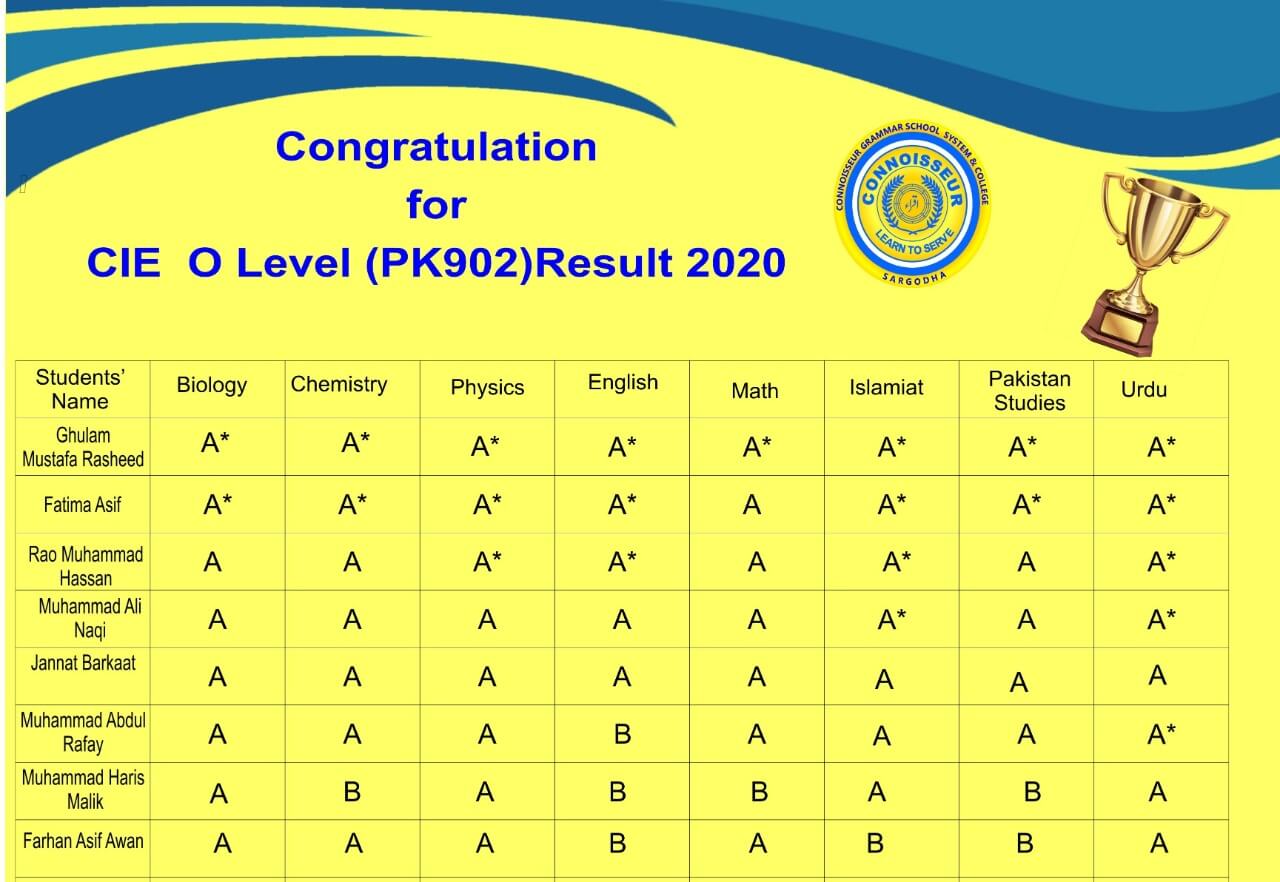 Congratulation
for
CIE O Level (PK902)Result 2020
CONNOISSEUR GRAMMAR SCHOOL SYSTEM & COLLEGE
CONNOISSEUR
اقراء
LEARN TO SERVE
SARGODHA
Students' Name Biology Chemistry Physics English Math Islamiat Pakistan Studies Urdu
Ghulam Mustafa Rasheed A* A* A* A* A* A* A* A*
Fatima Asif A* A* A* A* A A* A* A*
Rao Muhammad Hassan A A A* A* A A* A A*
Muhammad Ali Naqi A A A A A A* A A*
Jannat Barkaat A A A A A A A A
Muhammad Abdul Rafay A A A B A A A A*
Muhammad Haris Malik A B A B B A B A
Farhan Asif Awan A A A B A B B A